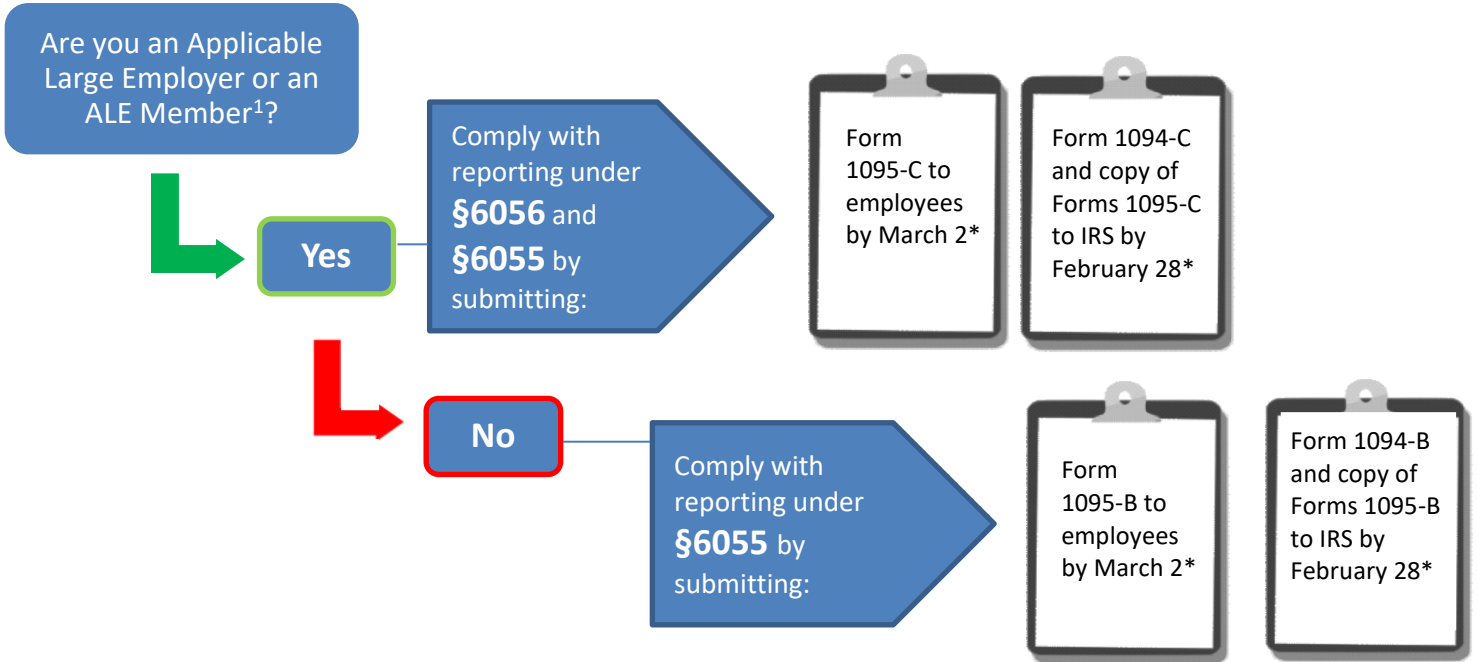 Are you an Applicable
Large Employer or an
ALE Member¹?
Yes
Comply with
reporting under
§6056 and
§6055 by
submitting:
Form
1095-C to
employees
by March 2*
Form 1094-C
and copy of
Forms 1095-C
to IRS by
February 28*
No
Comply with
reporting under
§6055 by
submitting:
Form
1095-B to
employees
by March 2*
Form 1094-B
and copy of
Forms 1095-B
to IRS by
February 28*